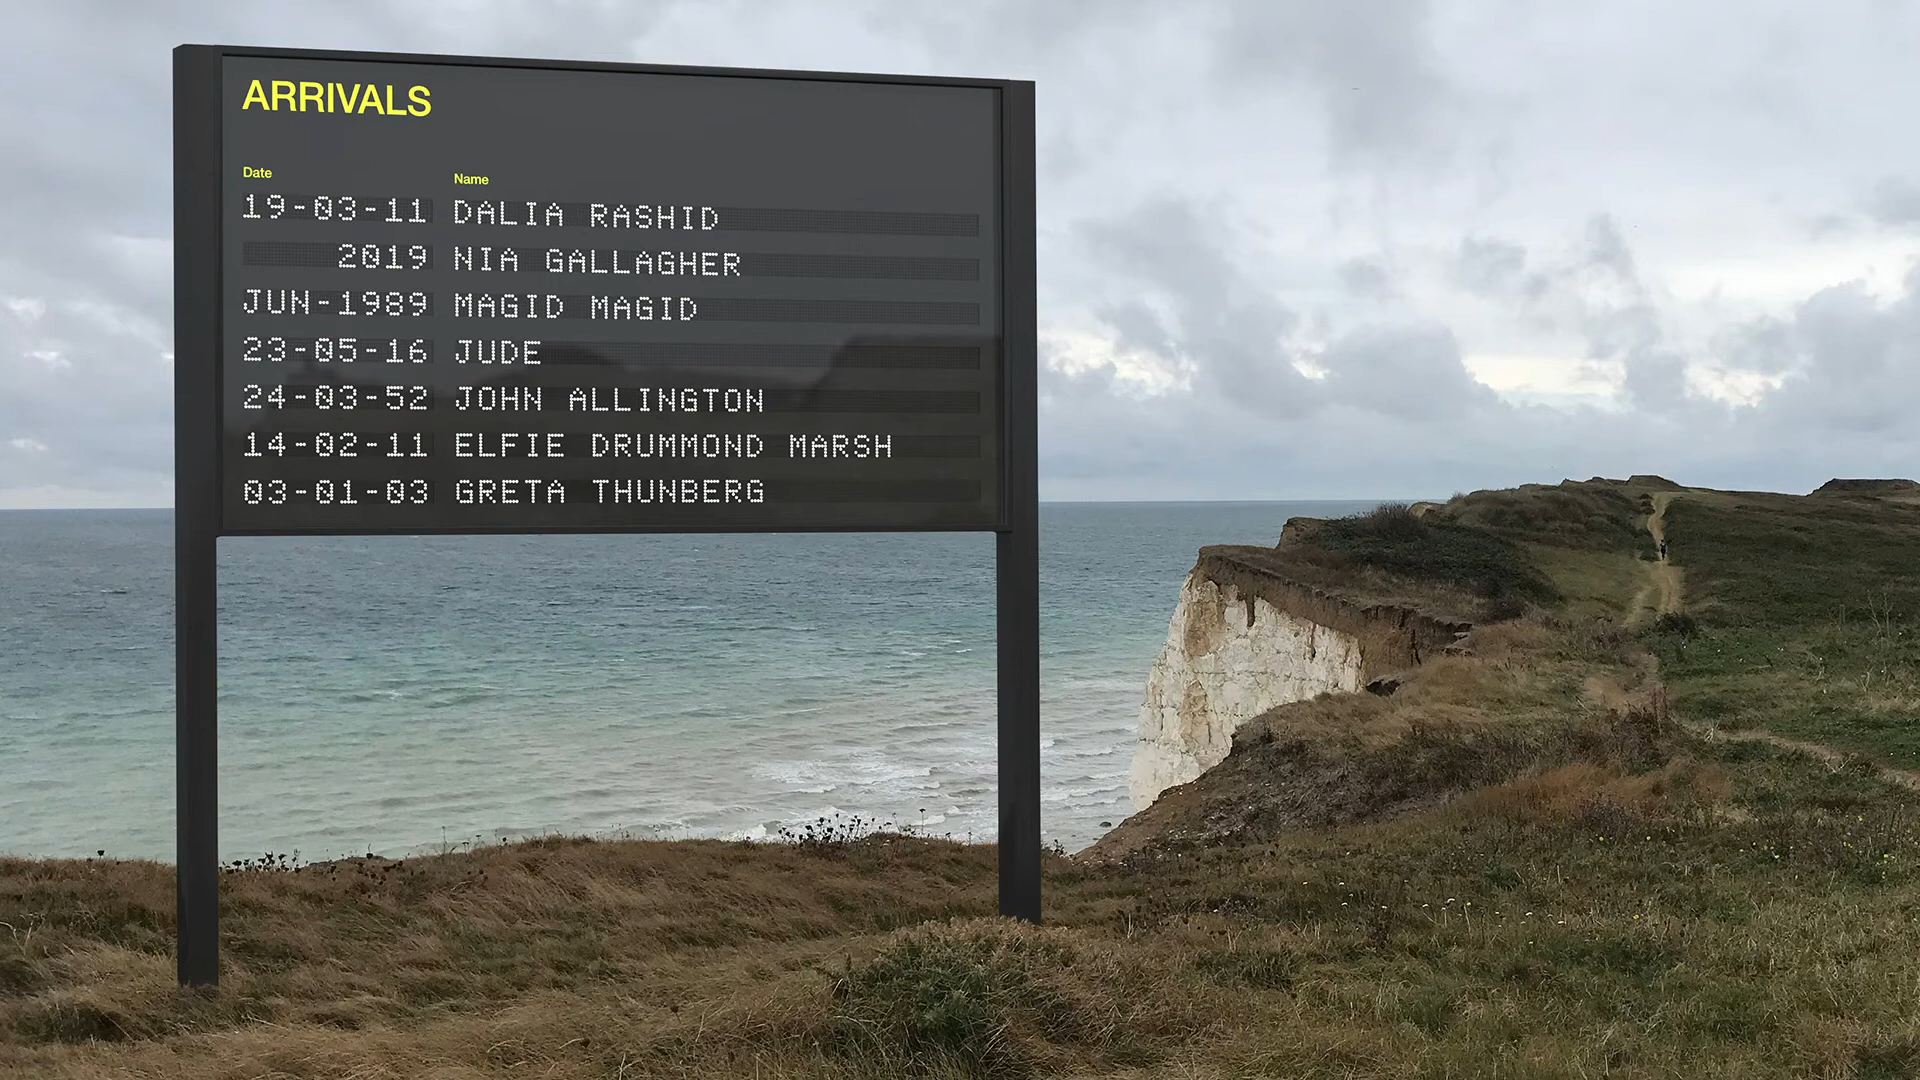 ARRIVALS
Date Name
19-03-11 DALIA RASHID
2019 NIA GALLAGHER
JUN-1989 MAGID MAGID
23-05-16 JUDE
24-03-52 JOHN ALLINGTON
14-02-11 ELFIE DRUMMOND MARSH
03-01-03 GRETA THUNBERG